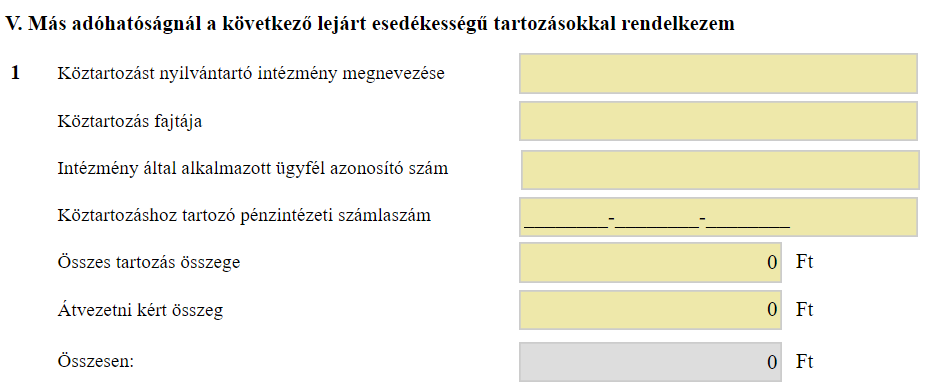 V. Más adóhatóságnál a következő lejárt esedékességű tartozásokkal rendelkezem
1 Köztartozást nyilvántartó intézmény megnevezése
Köztartozás fajtája
Intézmény által alkalmazott ügyfél azonosító szám
Köztartozáshoz tartozó pénzintézeti számlaszám ________-________-________
Összes tartozás összege 0 Ft
Átvezetni kért összeg 0 Ft
Összesen: 0 Ft